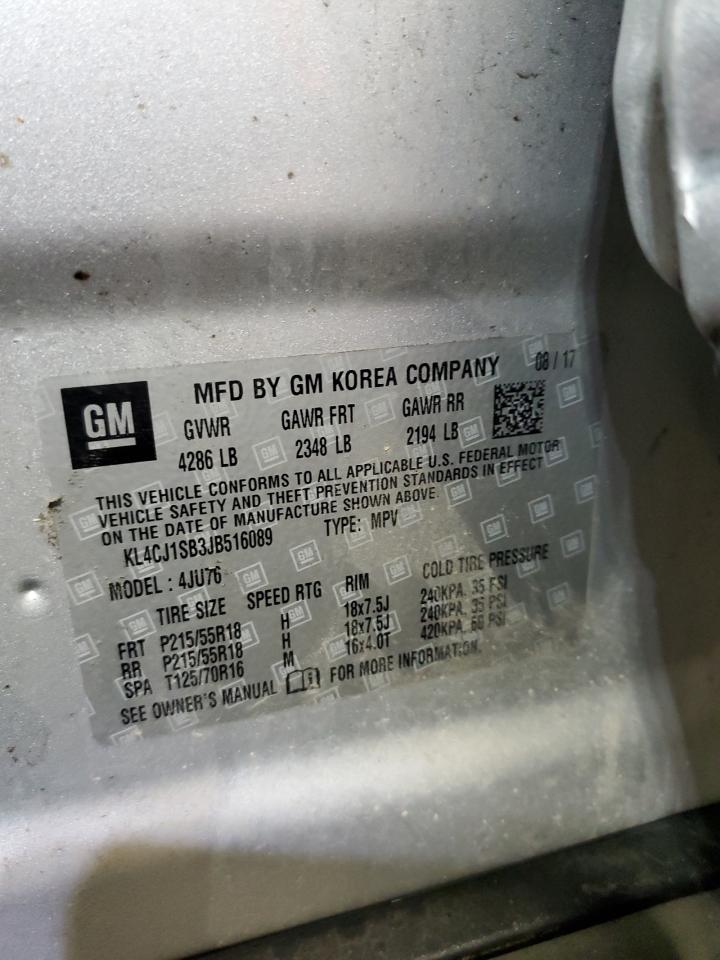 GM
MFD BY GM KOREA COMPANY 08 / 17
GVWR GAWR FRT GAWR RR
4286 LB 2348 LB 2194 LB
THIS VEHICLE CONFORMS TO ALL APPLICABLE U.S. FEDERAL MOTOR
VEHICLE SAFETY AND THEFT PREVENTION STANDARDS IN EFFECT
ON THE DATE OF MANUFACTURE SHOWN ABOVE.
KL4CJ1SB3JB516089 TYPE: MPV
MODEL : 4JU76
TIRE SIZE SPEED RTG RIM COLD TIRE PRESSURE
FRT P215/55R18 H 18x7.5J 240KPA. 35 PSI
RR P215/55R18 H 18x7.5J 240KPA. 35 PSI
SPA T125/70R16 M 16x4.0T 420KPA. 60 PSI
SEE OWNER'S MANUAL FOR MORE INFORMATION.